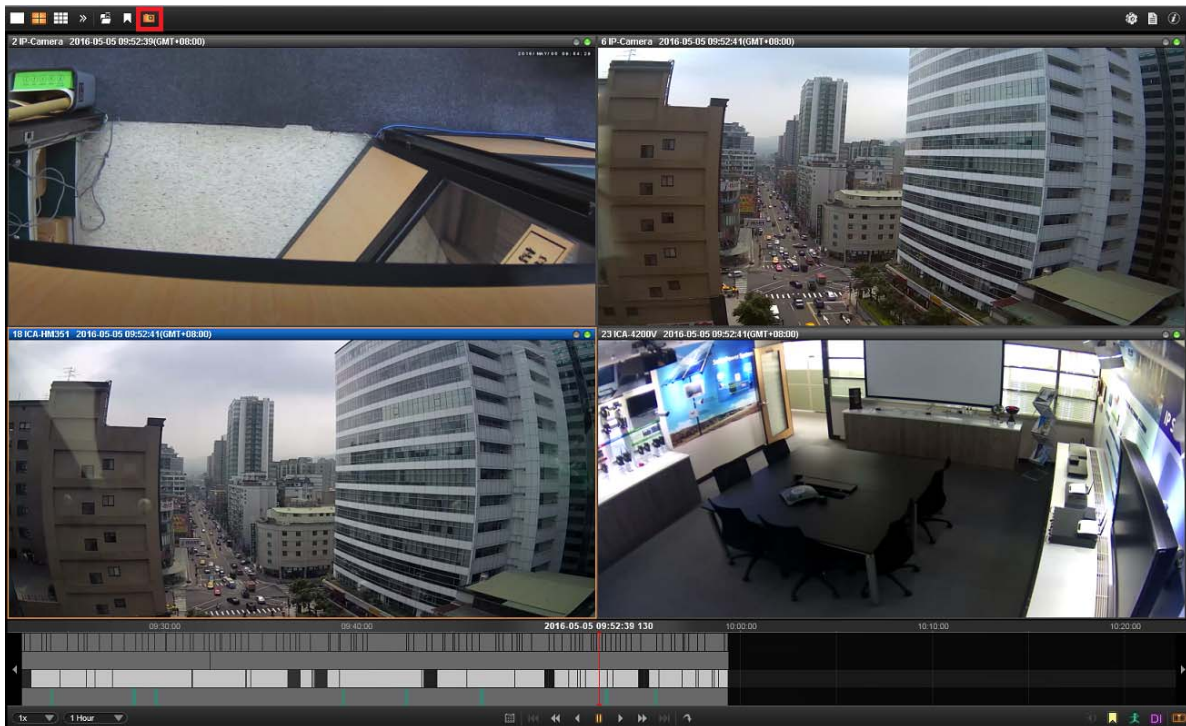 2 IP-Camera 2016-05-05 09:52:39(GMT+08:00)
6 IP-Camera 2016-05-05 09:52:41(GMT+08:00)
18 ICA-HM351 2016-05-05 09:52:41(GMT+08:00)
23 ICA-4200V 2016-05-05 09:52:41(GMT+08:00)
IP S
09:30:00 09:40:00 2016-05-05 09:52:39 130 10:00:00 10:10:00 10:20:00
1x 1 Hour DI